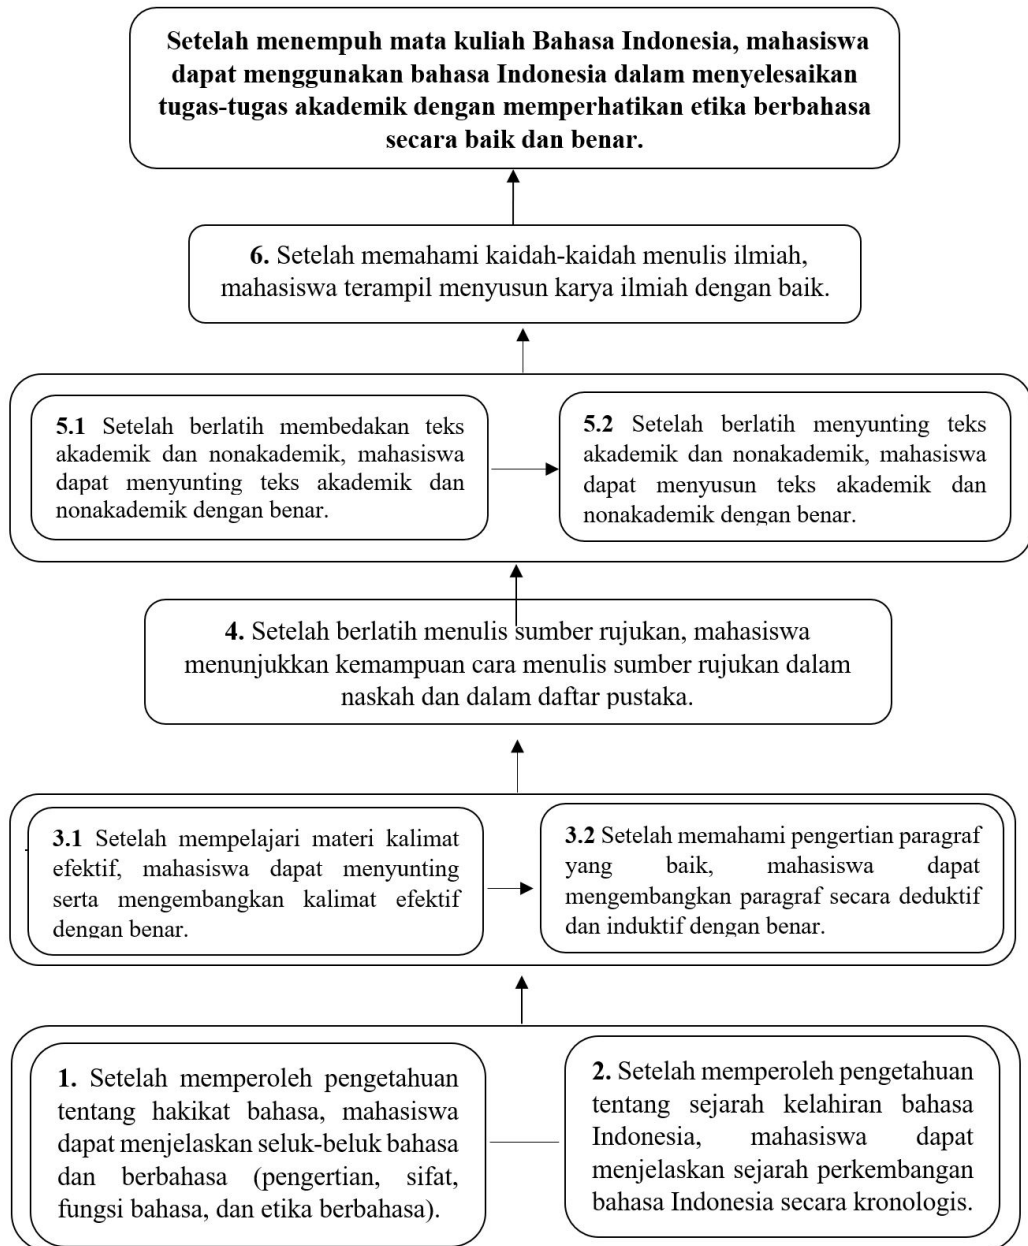 Setelah menempuh mata kuliah Bahasa Indonesia, mahasiswa
dapat menggunakan bahasa Indonesia dalam menyelesaikan
tugas-tugas akademik dengan memperhatikan etika berbahasa
secara baik dan benar.
6. Setelah memahami kaidah-kaidah menulis ilmiah,
mahasiswa terampil menyusun karya ilmiah dengan baik.
5.1 Setelah berlatih membedakan teks
akademik dan nonakademik, mahasiswa
dapat menyunting teks akademik dan
nonakademik dengan benar.
5.2 Setelah berlatih menyunting teks
akademik dan nonakademik, mahasiswa
dapat menyusun teks akademik dan
nonakademik dengan benar.
4. Setelah berlatih menulis sumber rujukan, mahasiswa
menunjukkan kemampuan cara menulis sumber rujukan dalam
naskah dan dalam daftar pustaka.
3.1 Setelah mempelajari materi kalimat
efektif, mahasiswa dapat menyunting
serta mengembangkan kalimat efektif
dengan benar.
3.2 Setelah memahami pengertian paragraf
yang baik, mahasiswa dapat
mengembangkan paragraf secara deduktif
dan induktif dengan benar.
1. Setelah memperoleh pengetahuan
tentang hakikat bahasa, mahasiswa
dapat menjelaskan seluk-beluk bahasa
dan berbahasa (pengertian, sifat,
fungsi bahasa, dan etika berbahasa).
2. Setelah memperoleh pengetahuan
tentang sejarah kelahiran bahasa
Indonesia, mahasiswa dapat
menjelaskan sejarah perkembangan
bahasa Indonesia secara kronologis.